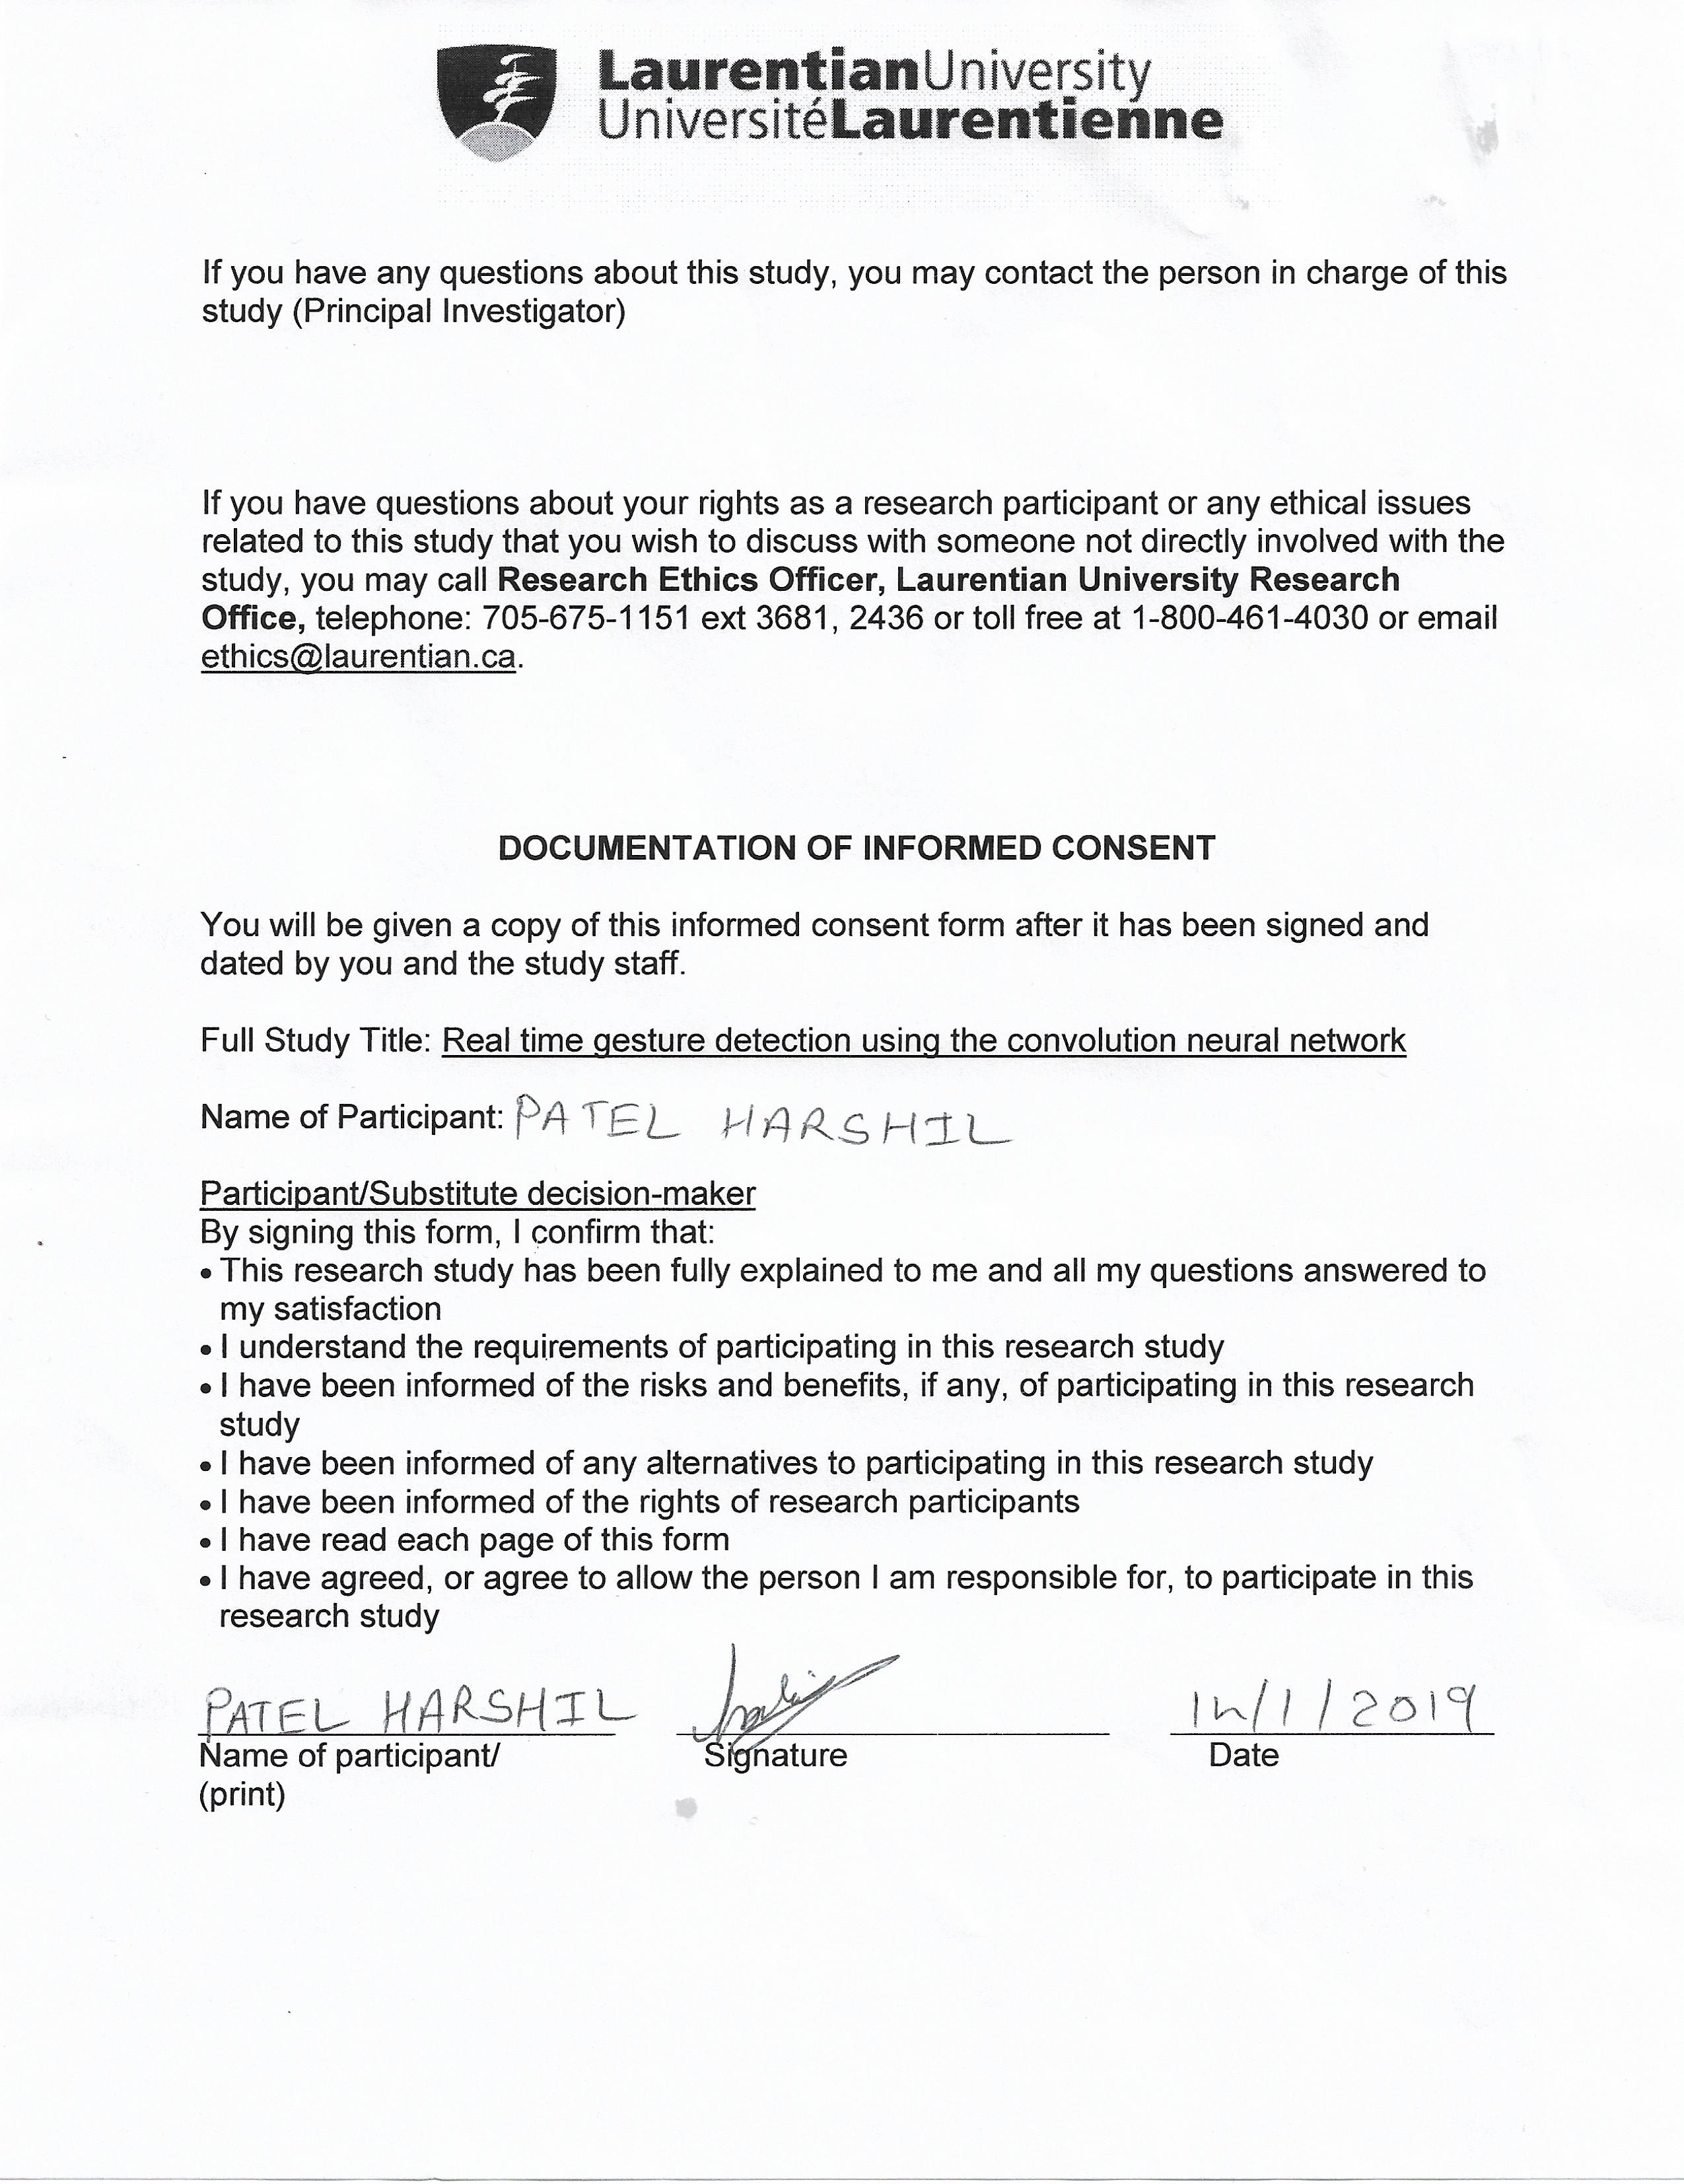 LaurentianUniversity
UniversitéLaurentienne
If you have any questions about this study, you may contact the person in charge of this
study (Principal Investigator)
If you have questions about your rights as a research participant or any ethical issues
related to this study that you wish to discuss with someone not directly involved with the
study, you may call Research Ethics Officer, Laurentian University Research
Office, telephone: 705-675-1151 ext 3681, 2436 or toll free at 1-800-461-4030 or email
ethics@laurentian.ca.
DOCUMENTATION OF INFORMED CONSENT
You will be given a copy of this informed consent form after it has been signed and
dated by you and the study staff.
Full Study Title: Real time gesture detection using the convolution neural network
Name of Participant: PATEL HARSHIL
Participant/Substitute decision-maker
By signing this form, I confirm that:
• This research study has been fully explained to me and all my questions answered to
my satisfaction
• I understand the requirements of participating in this research study
• I have been informed of the risks and benefits, if any, of participating in this research
study
• I have been informed of any alternatives to participating in this research study
• I have been informed of the rights of research participants
• I have read each page of this form
• I have agreed, or agree to allow the person I am responsible for, to participate in this
research study
PATEL HARSHIL 14/1/2019
Name of participant/ Signature Date
(print)